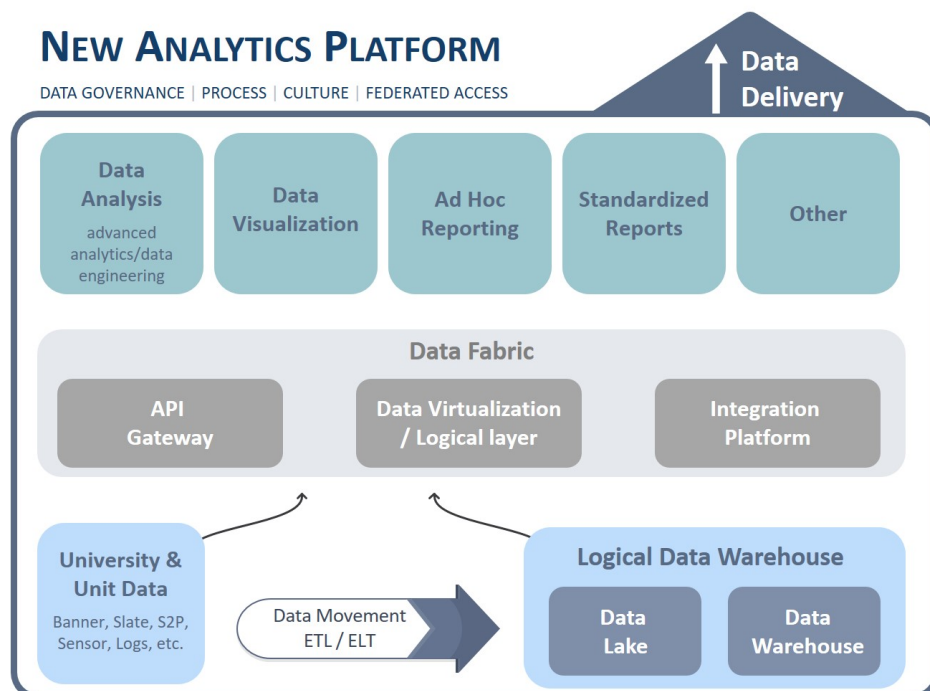 NEW ANALYTICS PLATFORM
DATA GOVERNANCE | PROCESS | CULTURE | FEDERATED ACCESS
Data
Delivery
Data
Analysis
advanced
analytics/data
engineering
Data
Visualization
Ad Hoc
Reporting
Standardized
Reports
Other
Data Fabric
API
Gateway
Data Virtualization
/ Logical layer
Integration
Platform
University &
Unit Data
Banner, Slate, S2P,
Sensor, Logs, etc.
Data Movement
ETL / ELT
Logical Data Warehouse
Data
Lake
Data
Warehouse